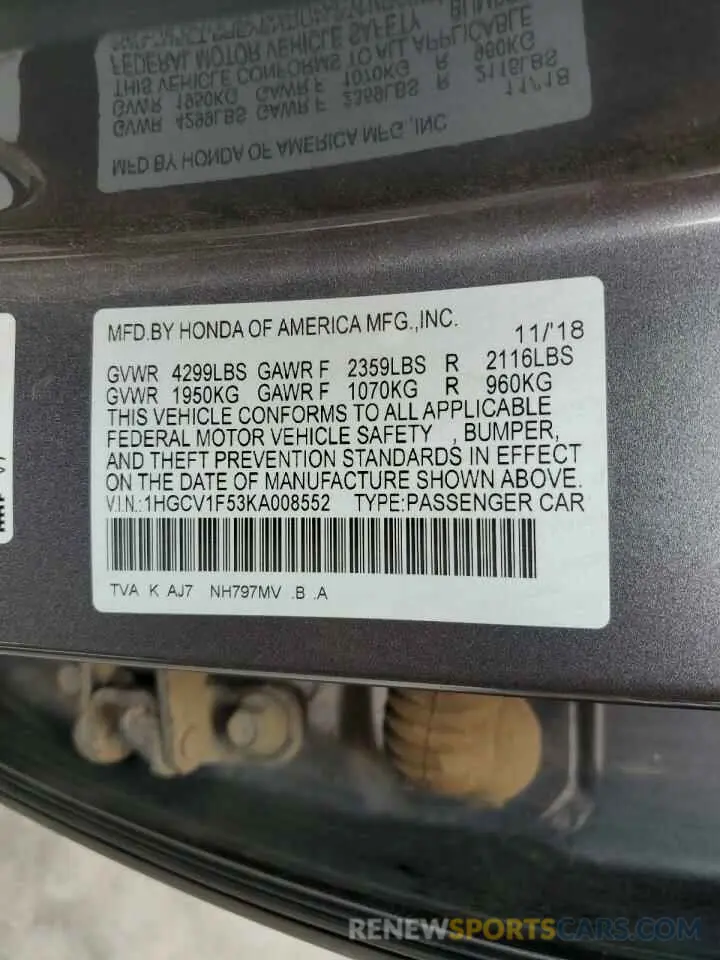 MFD.BY HONDA OF AMERICA MFG.,INC. 11/'18
GVWR 4299LBS GAWR F 2359LBS R 2116LBS
GVWR 1950KG GAWR F 1070KG R 960KG
THIS VEHICLE CONFORMS TO ALL APPLICABLE
FEDERAL MOTOR VEHICLE SAFETY , BUMPER,
AND THEFT PREVENTION STANDARDS IN EFFECT
ON THE DATE OF MANUFACTURE SHOWN ABOVE.
V.I.N.:1HGCV1F53KA008552 TYPE:PASSENGER CAR
TVA K AJ7 NH797MV .B .A
RENEWSPORTSCARS.COM